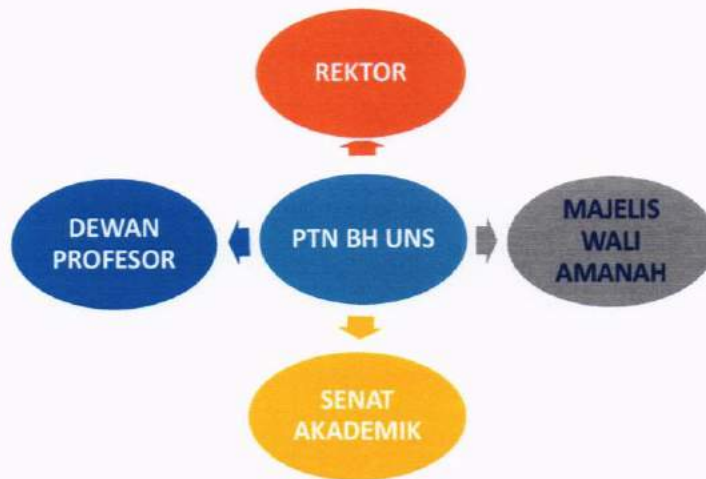 REKTOR
DEWAN
PROFESOR
PTN BH UNS
MAJELIS
WALI
AMANAH
SENAT
AKADEMIK